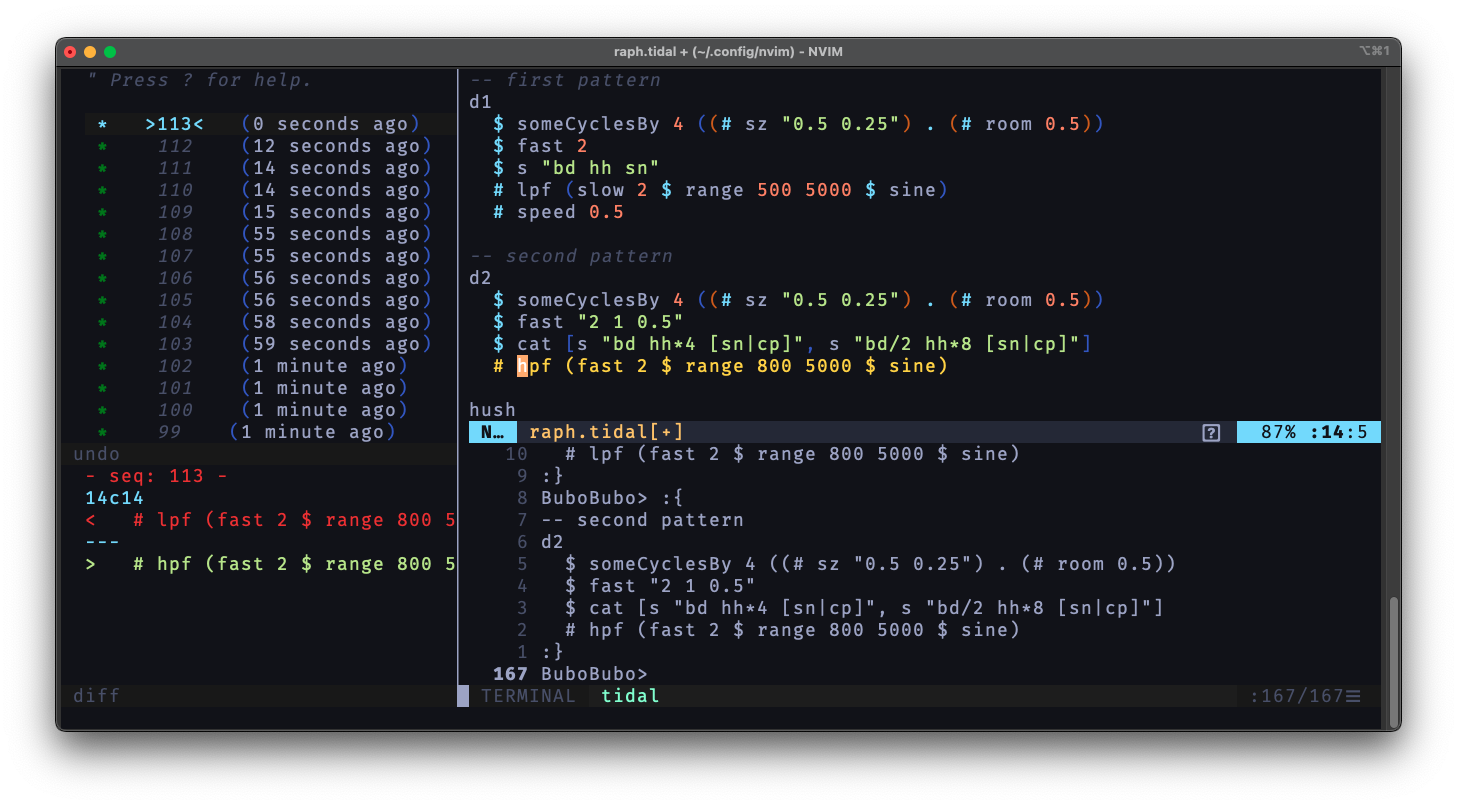 raph.tidal + (~/.config/nvim) - NVIM
⌥⌘1
" Press ? for help.
* >113< (0 seconds ago)
* 112 (12 seconds ago)
* 111 (14 seconds ago)
* 110 (14 seconds ago)
* 109 (15 seconds ago)
* 108 (55 seconds ago)
* 107 (55 seconds ago)
* 106 (56 seconds ago)
* 105 (56 seconds ago)
* 104 (58 seconds ago)
* 103 (59 seconds ago)
* 102 (1 minute ago)
* 101 (1 minute ago)
* 100 (1 minute ago)
* 99 (1 minute ago)
undo
- seq: 113 -
14c14
<   # lpf (fast 2 $ range 800 5
---
>   # hpf (fast 2 $ range 800 5
diff
-- first pattern
d1
  $ someCyclesBy 4 ((# sz "0.5 0.25") . (# room 0.5))
  $ fast 2
  $ s "bd hh sn"
  # lpf (slow 2 $ range 500 5000 $ sine)
  # speed 0.5
-- second pattern
d2
  $ someCyclesBy 4 ((# sz "0.5 0.25") . (# room 0.5))
  $ fast "2 1 0.5"
  $ cat [s "bd hh*4 [sn|cp]", s "bd/2 hh*8 [sn|cp]"]
  # hpf (fast 2 $ range 800 5000 $ sine)
hush
N… raph.tidal[+] ? 87% :14:5
10   # lpf (fast 2 $ range 800 5000 $ sine)
9 :}
8 BuboBubo> :{
7 -- second pattern
6 d2
5   $ someCyclesBy 4 ((# sz "0.5 0.25") . (# room 0.5))
4   $ fast "2 1 0.5"
3   $ cat [s "bd hh*4 [sn|cp]", s "bd/2 hh*8 [sn|cp]"]
2   # hpf (fast 2 $ range 800 5000 $ sine)
1 :}
167 BuboBubo>
TERMINAL tidal :167/167☰